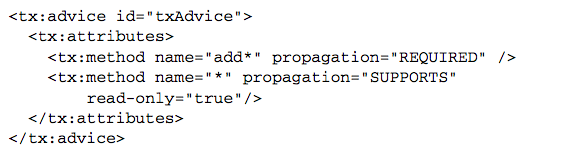 <tx:advice id="txAdvice">
<tx:attributes>
<tx:method name="add*" propagation="REQUIRED" />
<tx:method name="*" propagation="SUPPORTS"
read-only="true"/>
</tx:attributes>
</tx:advice>